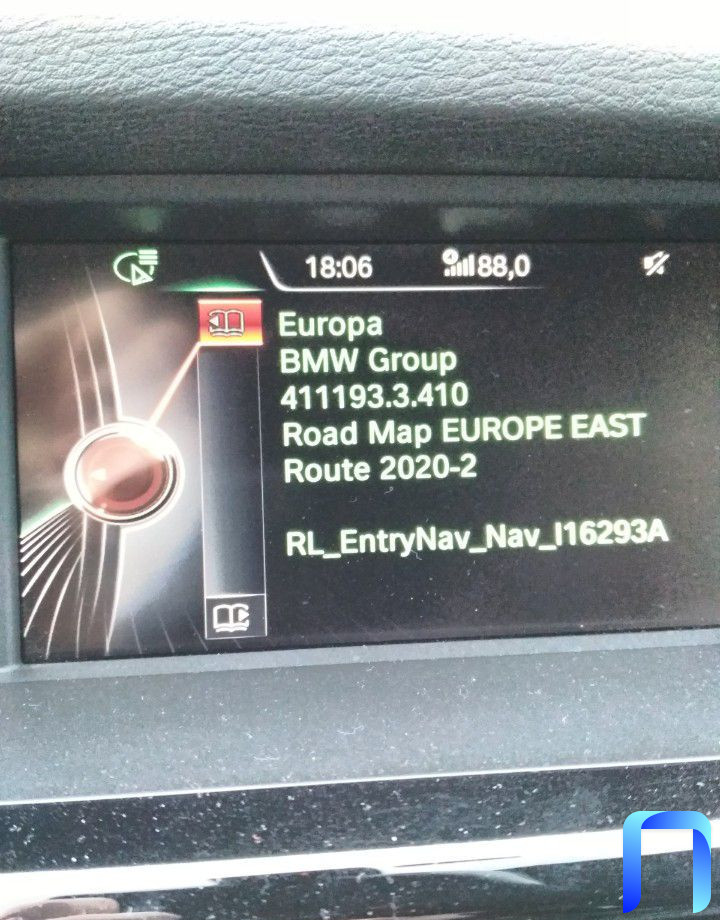 18:06
88,0
Europa
BMW Group
411193.3.410
Road Map EUROPE EAST
Route 2020-2
RL_EntryNav_Nav_I16293A